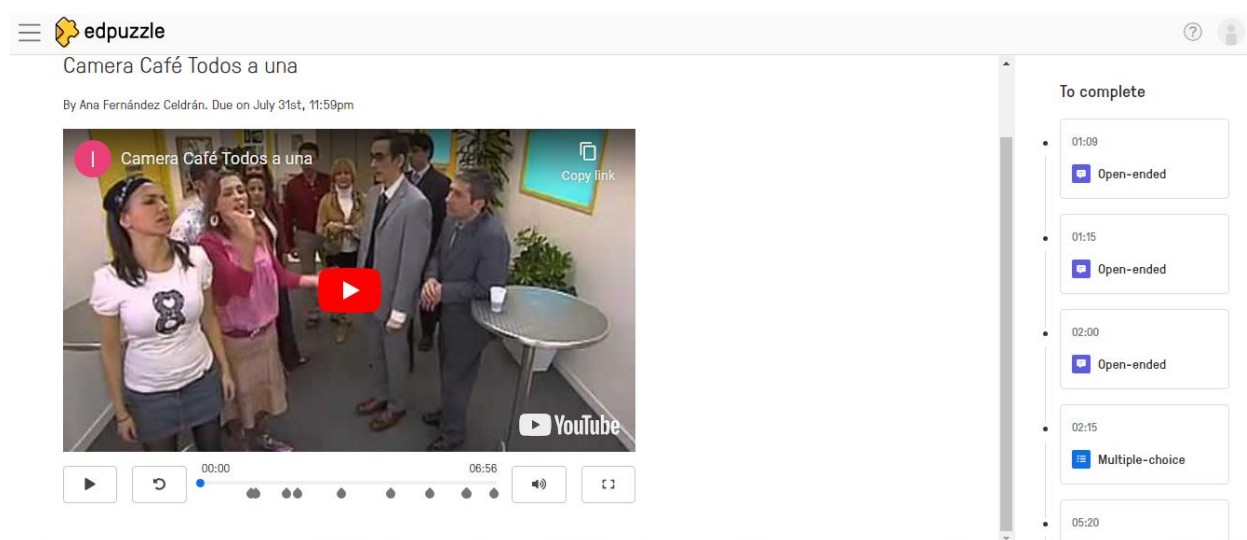 edpuzzle
Camera Café Todos a una
By Ana Fernández Celdrán. Due on July 31st, 11:59pm
I
Camera Café Todos a una
Copy link
8
YouTube
00:00
06:56
To complete
01:09
Open-ended
01:15
Open-ended
02:00
Open-ended
02:15
Multiple-choice
05:20